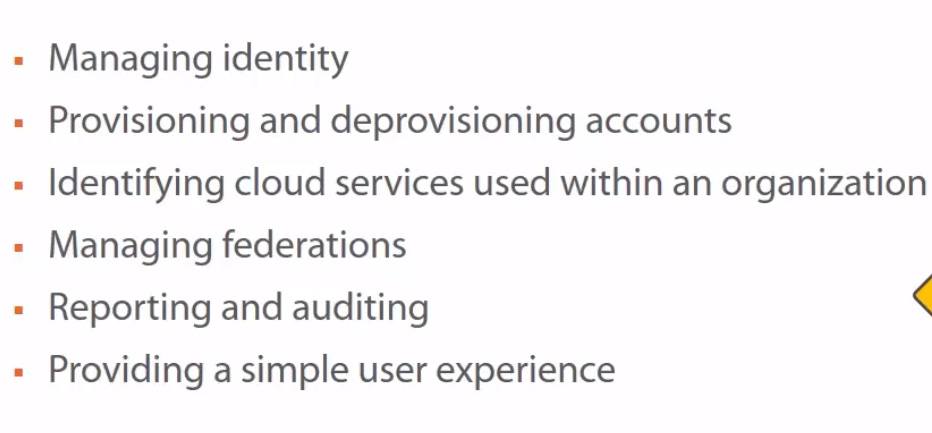 ▪ Managing identity
▪ Provisioning and deprovisioning accounts
▪ Identifying cloud services used within an organization
▪ Managing federations
▪ Reporting and auditing
▪ Providing a simple user experience